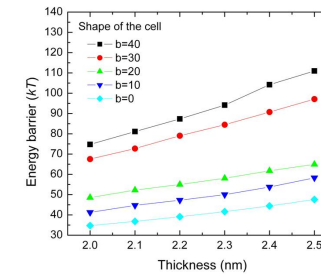 140
130
120
110
100
90
80
70
60
50
40
30
Energy barrier (kT)
Shape of the cell
b=40
b=30
b=20
b=10
b=0
2.0 2.1 2.2 2.3 2.4 2.5
Thickness (nm)